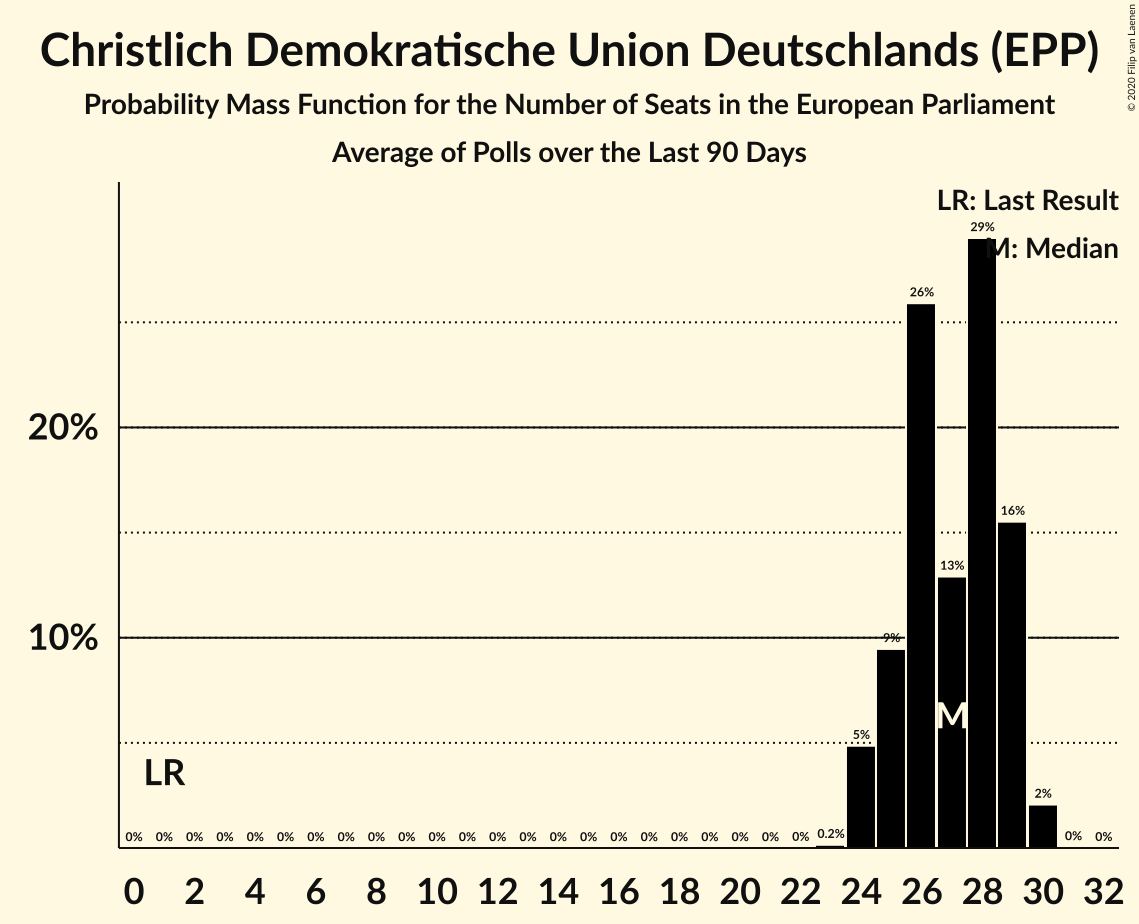 Christlich Demokratische Union Deutschlands (EPP)
Probability Mass Function for the Number of Seats in the European Parliament
Average of Polls over the Last 90 Days
© 2020 Filip van Laenen
LR: Last Result
M: Median
29%
26%
20%
16%
13%
10%
9%
M
5%
LR
2%
0% 0% 0% 0% 0% 0% 0% 0% 0% 0% 0% 0% 0% 0% 0% 0% 0% 0% 0% 0% 0% 0% 0% 0.2% 0% 0%
0 2 4 6 8 10 12 14 16 18 20 22 24 26 28 30 32